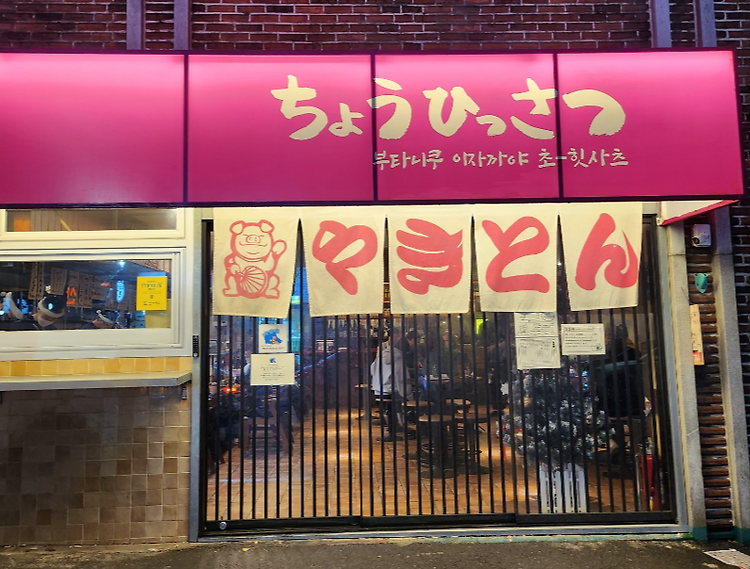 ちょうひっさつ
부타니쿠 이자카야 초-힛사츠
やきとん